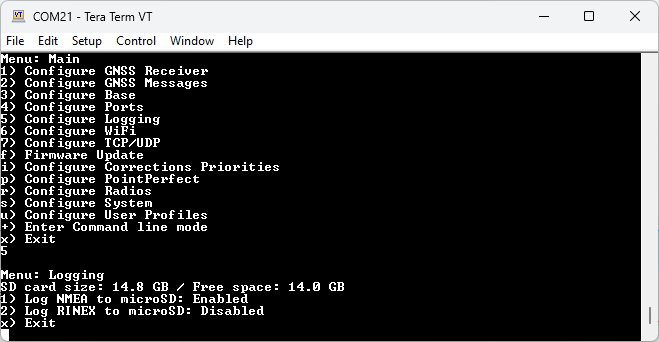 COM21 - Tera Term VT
File Edit Setup Control Window Help
Menu: Main
1) Configure GNSS Receiver
2) Configure GNSS Messages
3) Configure Base
4) Configure Ports
5) Configure Logging
6) Configure WiFi
7) Configure TCP/UDP
f) Firmware Update
i) Configure Corrections Priorities
p) Configure PointPerfect
r) Configure Radios
s) Configure System
u) Configure User Profiles
+) Enter Command line mode
x) Exit
5
Menu: Logging
SD card size: 14.8 GB / Free space: 14.0 GB
1) Log NMEA to microSD: Enabled
2) Log RINEX to microSD: Disabled
x) Exit